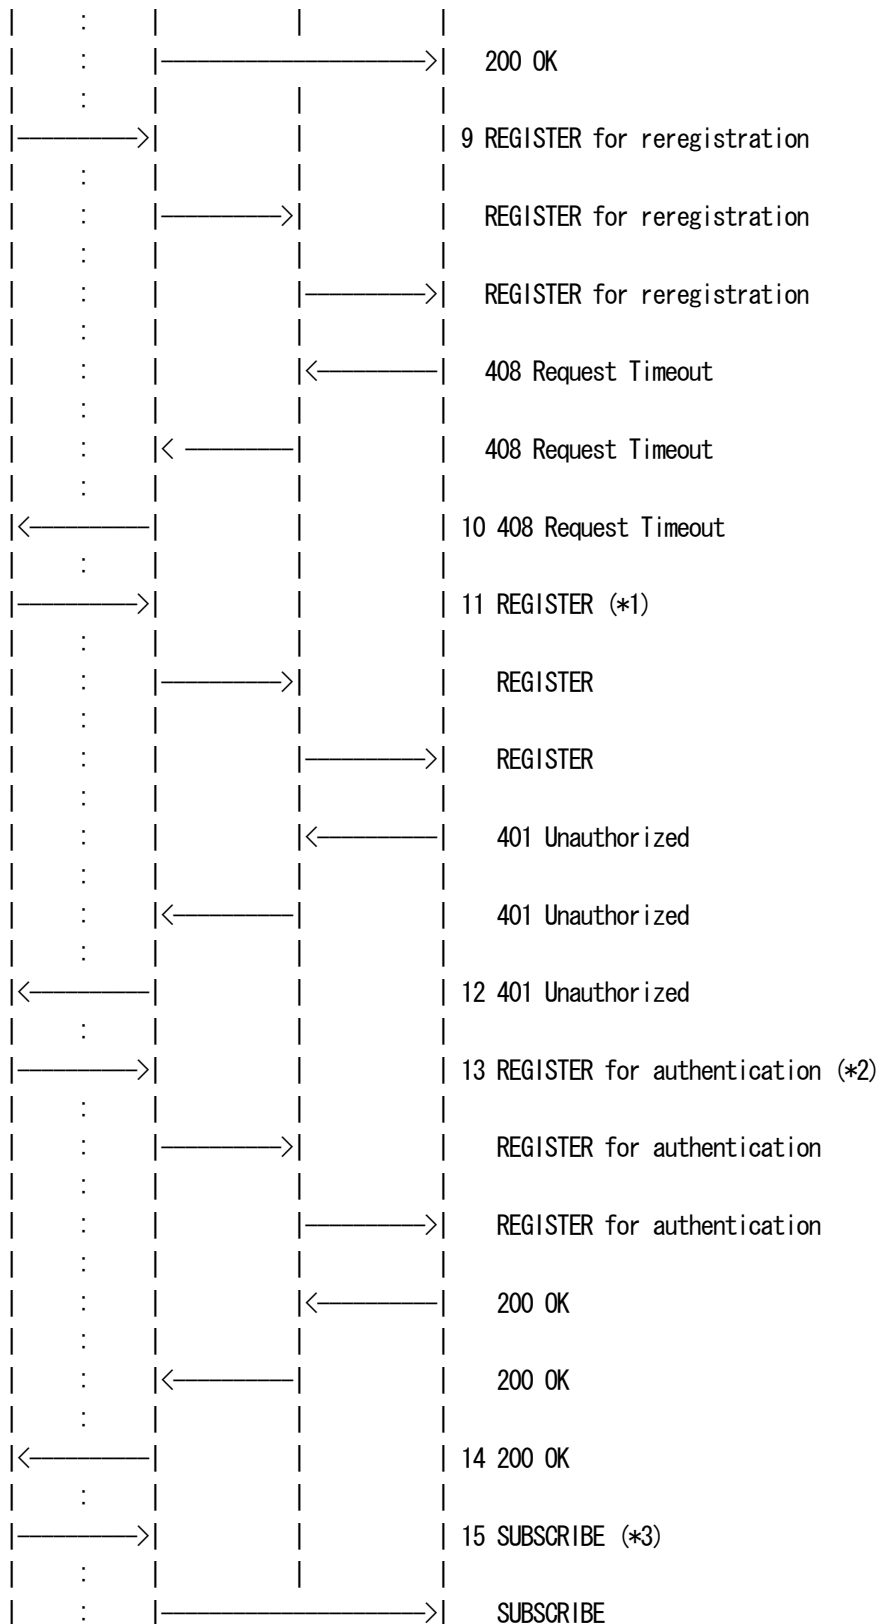 200 OK
9 REGISTER for reregistration
REGISTER for reregistration
REGISTER for reregistration
408 Request Timeout
408 Request Timeout
10 408 Request Timeout
11 REGISTER (*1)
REGISTER
REGISTER
401 Unauthorized
401 Unauthorized
12 401 Unauthorized
13 REGISTER for authentication (*2)
REGISTER for authentication
REGISTER for authentication
200 OK
200 OK
14 200 OK
15 SUBSCRIBE (*3)
SUBSCRIBE